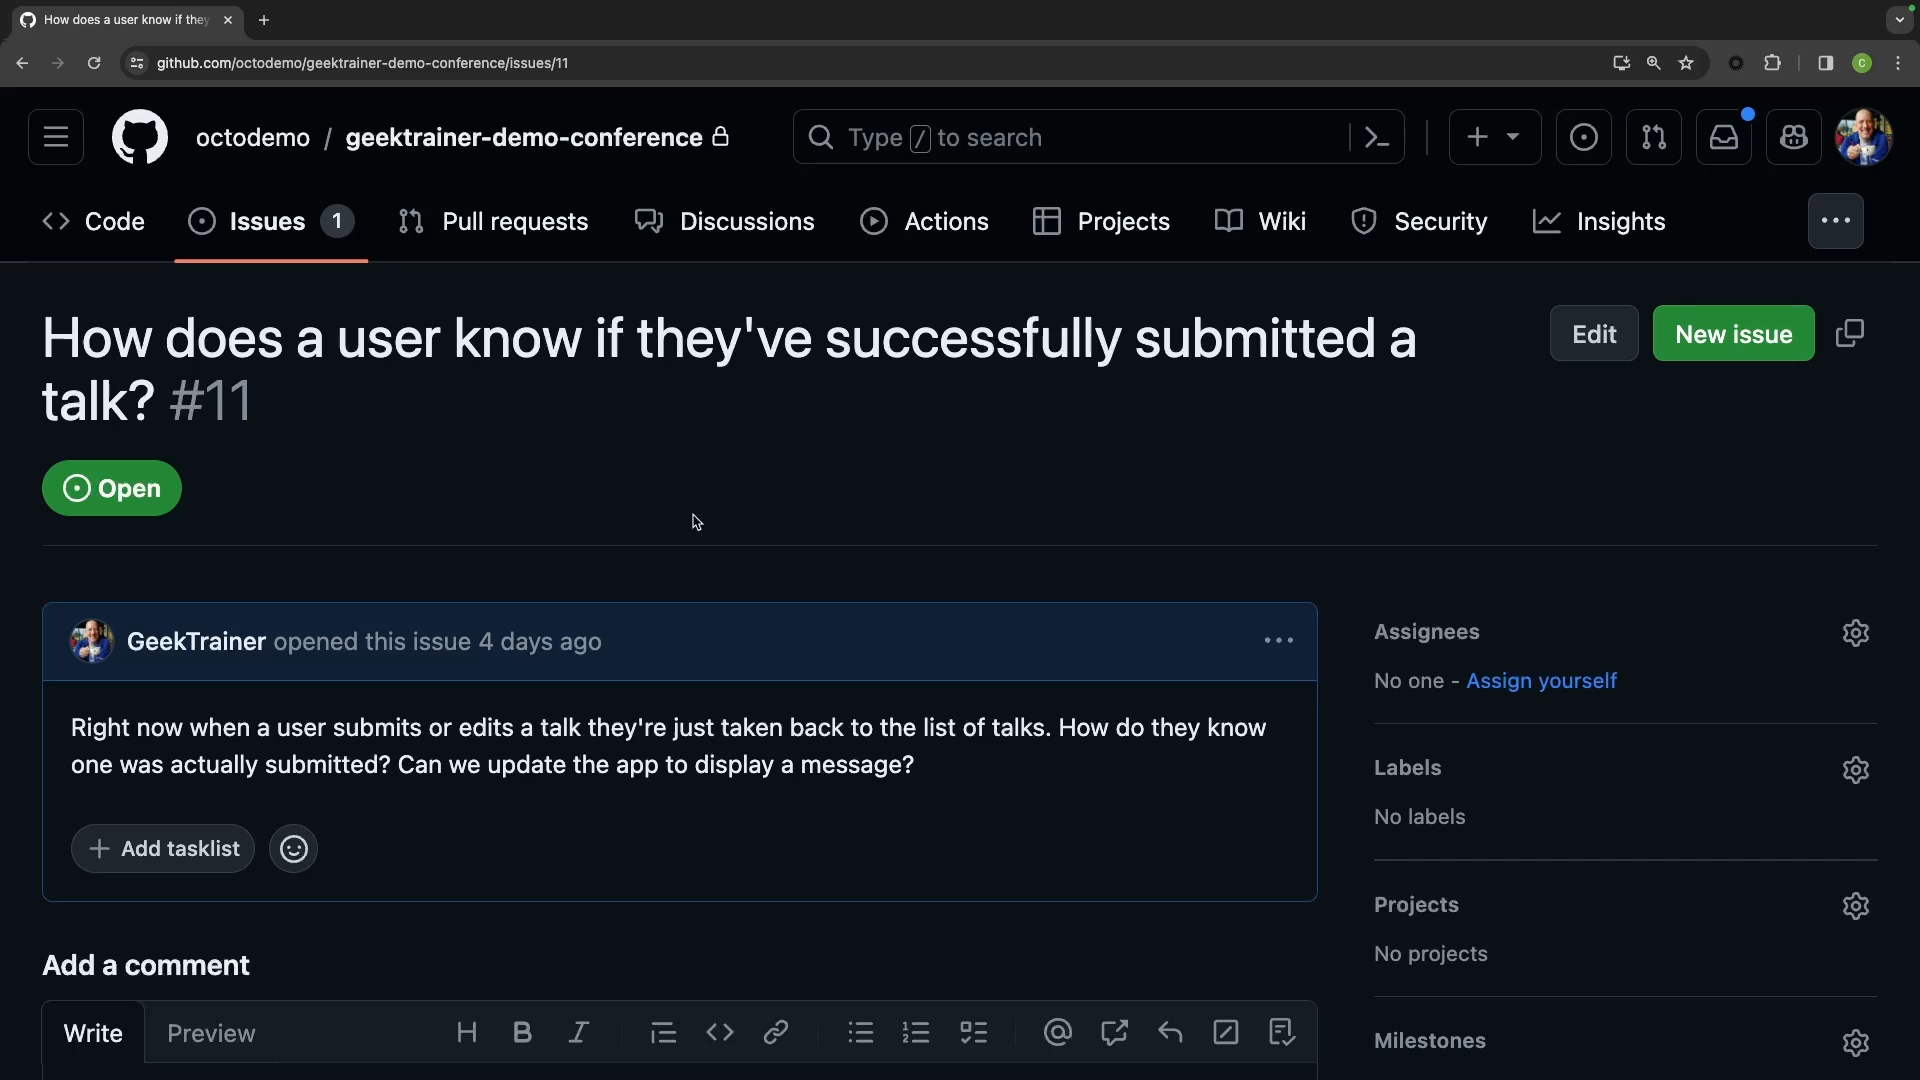 How does a user know if they
github.com/octodemo/geektrainer-demo-conference/issues/11
C
octodemo / geektrainer-demo-conference
Type / to search
Code
Issues 1
Pull requests
Discussions
Actions
Projects
Wiki
Security
Insights
How does a user know if they've successfully submitted a
talk? #11
Edit
New issue
Open
GeekTrainer opened this issue 4 days ago
Right now when a user submits or edits a talk they're just taken back to the list of talks. How do they know
one was actually submitted? Can we update the app to display a message?
Add tasklist
Assignees
No one - Assign yourself
Labels
No labels
Projects
No projects
Milestones
Add a comment
Write
Preview
H B I